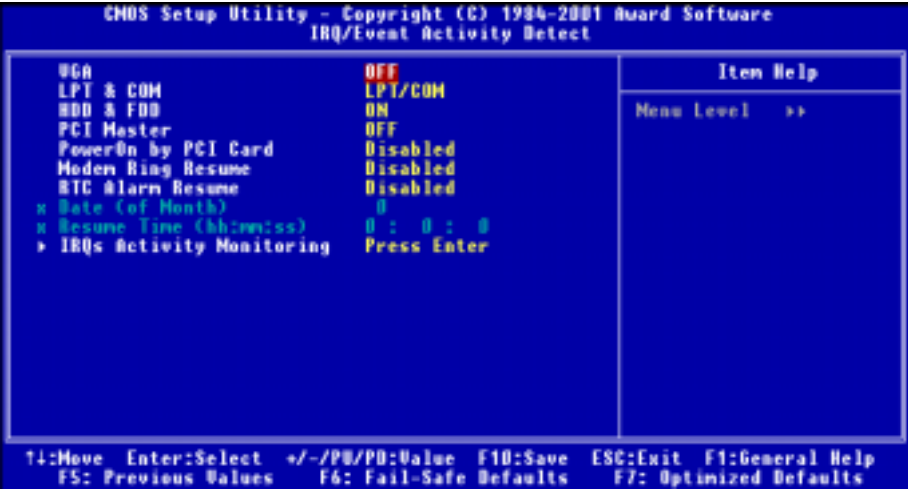 CMOS Setup Utility - Copyright (C) 1984-2001 Award Software
IRQ/Event Activity Detect
VGA OFF
LPT & COM LPT/COM
HDD & FDD ON
PCI Master OFF
PowerOn by PCI Card Disabled
Modem Ring Resume Disabled
RTC Alarm Resume Disabled
x Date (of Month) 0
x Resume Time (hh:mm:ss) 0 : 0 : 0
▸ IRQs Activity Monitoring Press Enter
Item Help
Menu Level ▸▸
↑↓:Move Enter:Select +/-/PU/PD:Value F10:Save ESC:Exit F1:General Help
F5: Previous Values F6: Fail-Safe Defaults F7: Optimized Defaults